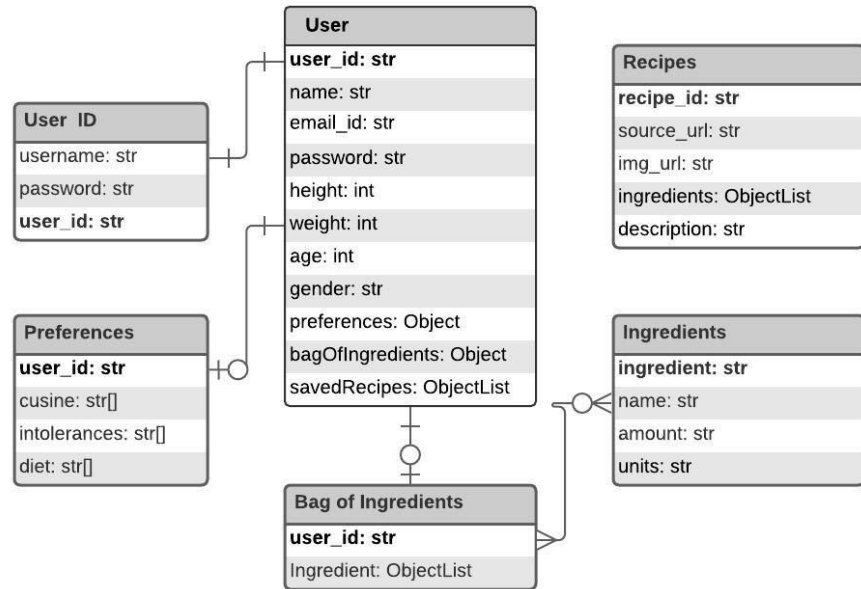 User
user_id: str
name: str
email_id: str
password: str
height: int
weight: int
age: int
gender: str
preferences: Object
bagOfIngredients: Object
savedRecipes: ObjectList
User ID
username: str
password: str
user_id: str
Preferences
user_id: str
cusine: str[]
intolerances: str[]
diet: str[]
Bag of Ingredients
user_id: str
Ingredient: ObjectList
Recipes
recipe_id: str
source_url: str
img_url: str
ingredients: ObjectList
description: str
Ingredients
ingredient: str
name: str
amount: str
units: str